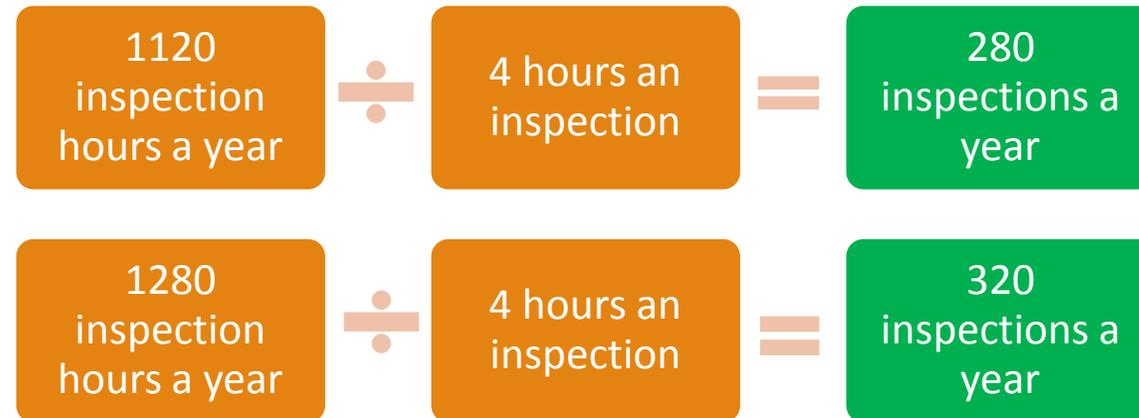 1120
inspection
hours a year
÷
4 hours an
inspection
=
280
inspections a
year
1280
inspection
hours a year
÷
4 hours an
inspection
=
320
inspections a
year